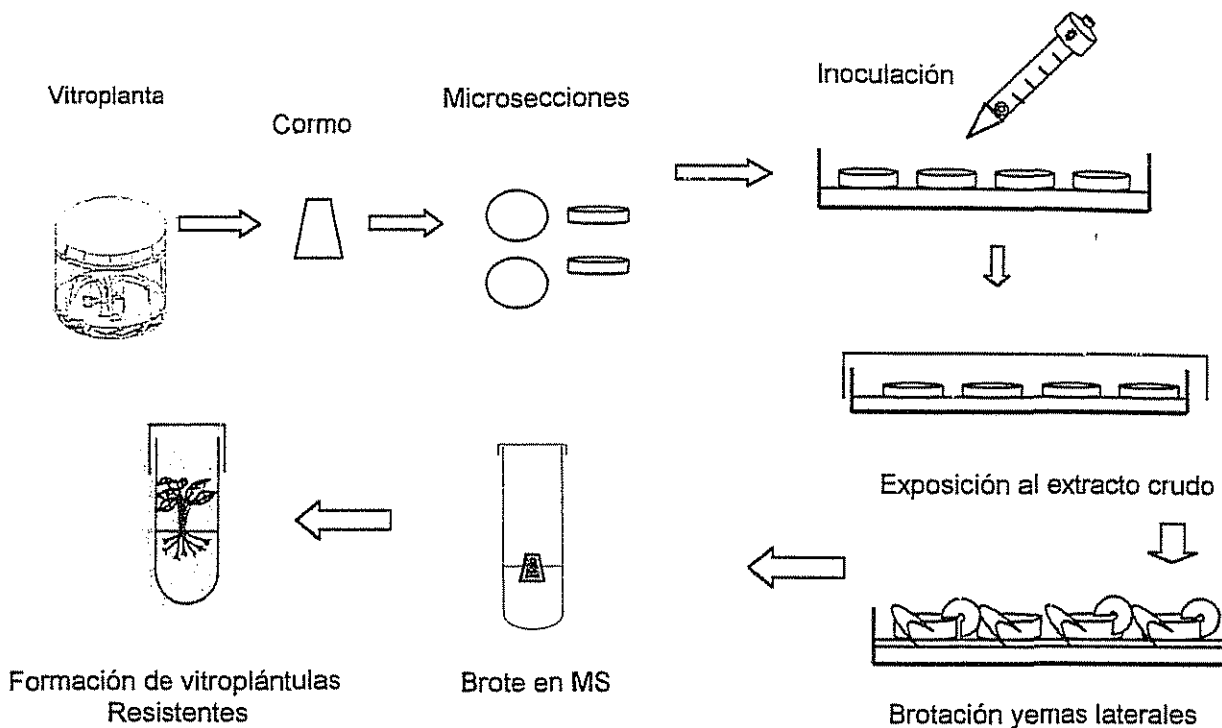 Vitroplanta
Cormo
Microsecciones
Inoculación
Exposición al extracto crudo
Brotación yemas laterales
Brote en MS
Formación de vitroplántulas
Resistentes